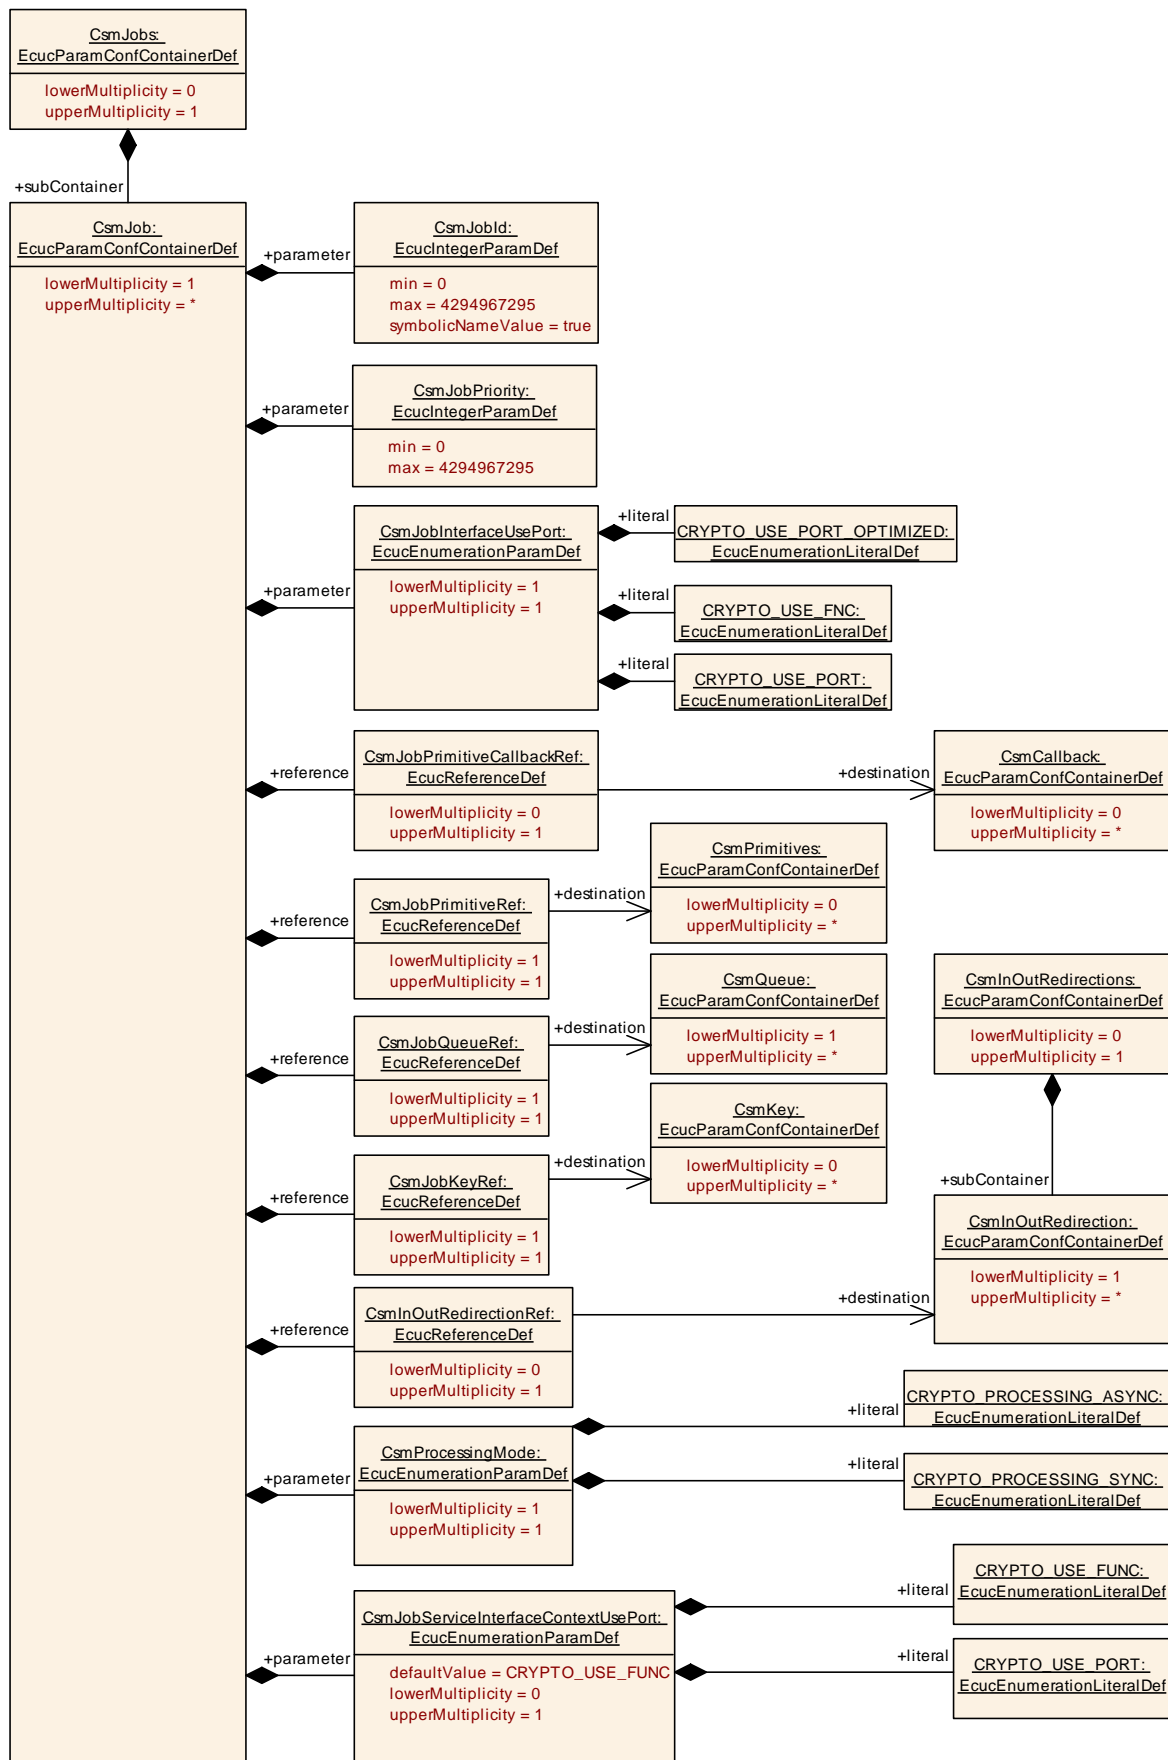 CsmJobs:
EcucParamConfContainerDef
lowerMultiplicity = 0
upperMultiplicity = 1
+subContainer
CsmJob:
EcucParamConfContainerDef
lowerMultiplicity = 1
upperMultiplicity = *
+parameter
CsmJobId:
EcucIntegerParamDef
min = 0
max = 4294967295
symbolicNameValue = true
+parameter
CsmJobPriority:
EcucIntegerParamDef
min = 0
max = 4294967295
+parameter
CsmJobInterfaceUsePort:
EcucEnumerationParamDef
lowerMultiplicity = 1
upperMultiplicity = 1
+literal
CRYPTO_USE_PORT_OPTIMIZED:
EcucEnumerationLiteralDef
+literal
CRYPTO_USE_FNC:
EcucEnumerationLiteralDef
+literal
CRYPTO_USE_PORT:
EcucEnumerationLiteralDef
+reference
CsmJobPrimitiveCallbackRef:
EcucReferenceDef
lowerMultiplicity = 0
upperMultiplicity = 1
+destination
CsmCallback:
EcucParamConfContainerDef
lowerMultiplicity = 0
upperMultiplicity = *
+reference
CsmJobPrimitiveRef:
EcucReferenceDef
lowerMultiplicity = 1
upperMultiplicity = 1
+destination
CsmPrimitives:
EcucParamConfContainerDef
lowerMultiplicity = 0
upperMultiplicity = *
+reference
CsmJobQueueRef:
EcucReferenceDef
lowerMultiplicity = 1
upperMultiplicity = 1
+destination
CsmQueue:
EcucParamConfContainerDef
lowerMultiplicity = 1
upperMultiplicity = *
CsmInOutRedirections:
EcucParamConfContainerDef
lowerMultiplicity = 0
upperMultiplicity = 1
+reference
CsmJobKeyRef:
EcucReferenceDef
lowerMultiplicity = 1
upperMultiplicity = 1
+destination
CsmKey:
EcucParamConfContainerDef
lowerMultiplicity = 0
upperMultiplicity = *
+subContainer
CsmInOutRedirection:
EcucParamConfContainerDef
lowerMultiplicity = 1
upperMultiplicity = *
+reference
CsmInOutRedirectionRef:
EcucReferenceDef
lowerMultiplicity = 0
upperMultiplicity = 1
+destination
+parameter
CsmProcessingMode:
EcucEnumerationParamDef
lowerMultiplicity = 1
upperMultiplicity = 1
+literal
CRYPTO_PROCESSING_ASYNC:
EcucEnumerationLiteralDef
+literal
CRYPTO_PROCESSING_SYNC:
EcucEnumerationLiteralDef
+parameter
CsmJobServiceInterfaceContextUsePort:
EcucEnumerationParamDef
defaultValue = CRYPTO_USE_FUNC
lowerMultiplicity = 0
upperMultiplicity = 1
+literal
CRYPTO_USE_FUNC:
EcucEnumerationLiteralDef
+literal
CRYPTO_USE_PORT:
EcucEnumerationLiteralDef